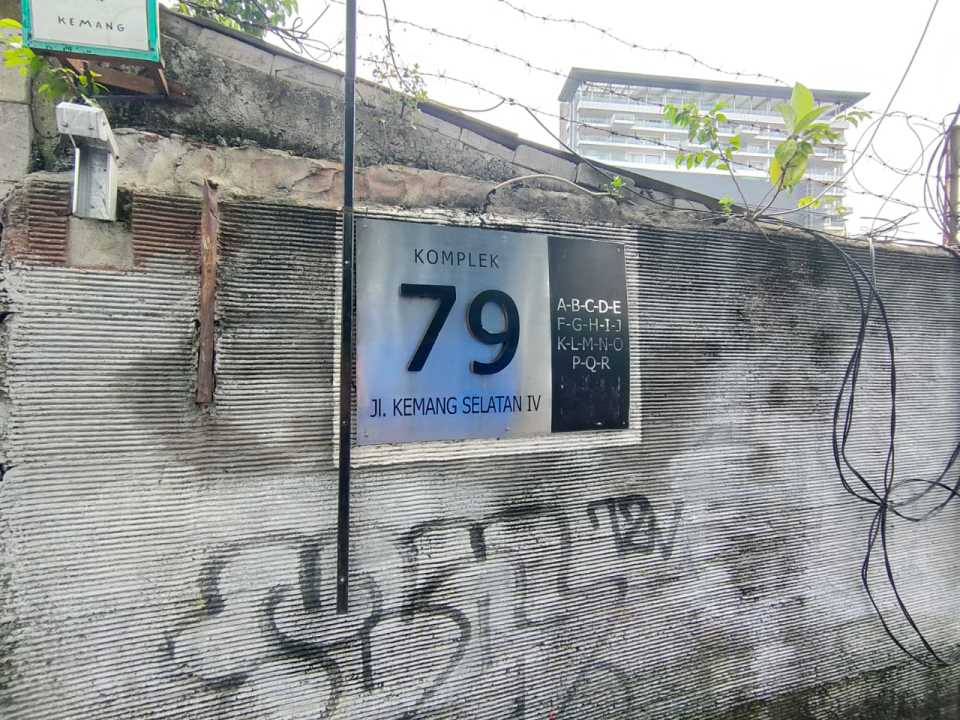 KEMANG
KOMPLEK
79
Jl. KEMANG SELATAN IV
A-B-C-D-E
F-G-H-I-J
K-L-M-N-O
P-Q-R